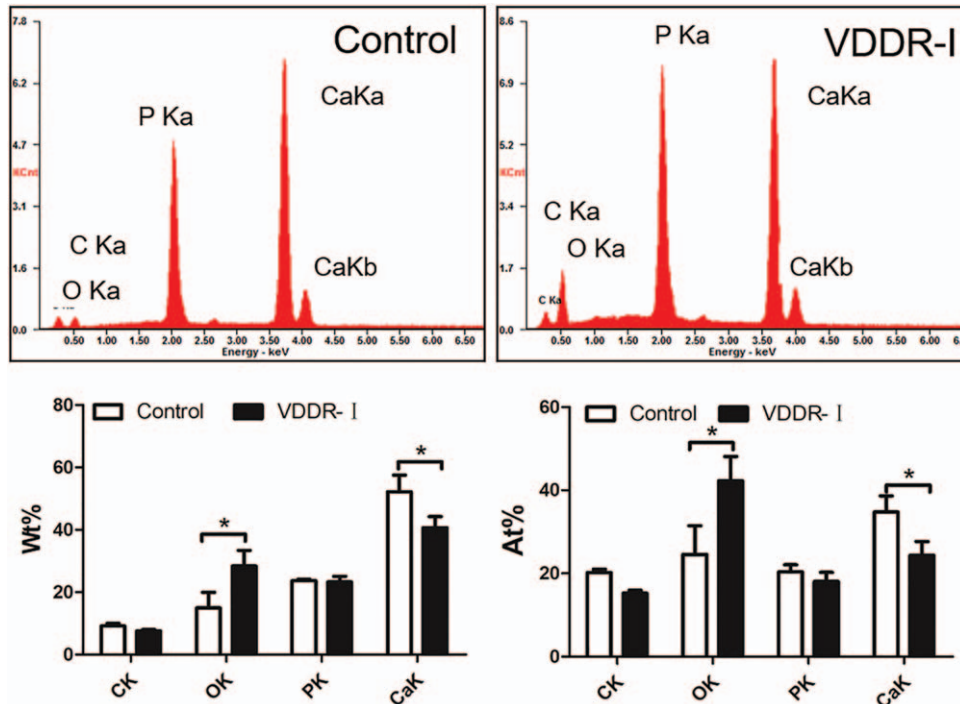 Control
7.8
6.2
4.7
KCnt
3.1
1.6
0.0
P Ka
CaKa
C Ka
O Ka
CaKb
0.50 1.00 1.50 2.00 2.50 3.00 3.50 4.00 4.50 5.00 5.50 6.00 6.50
Energy - keV
VDDR-I
8.6
6.9
5.2
KCnt
3.4
1.7
0.0
P Ka
CaKa
C Ka
O Ka
CaKb
C Ka
0.50 1.00 1.50 2.00 2.50 3.00 3.50 4.00 4.50 5.00 5.50 6.00 6.5
Energy - keV
Control VDDR- I
Wt%
80
60
40
20
0
*
*
CK OK PK CaK
Control VDDR- I
At%
60
40
20
0
*
*
CK OK PK CaK